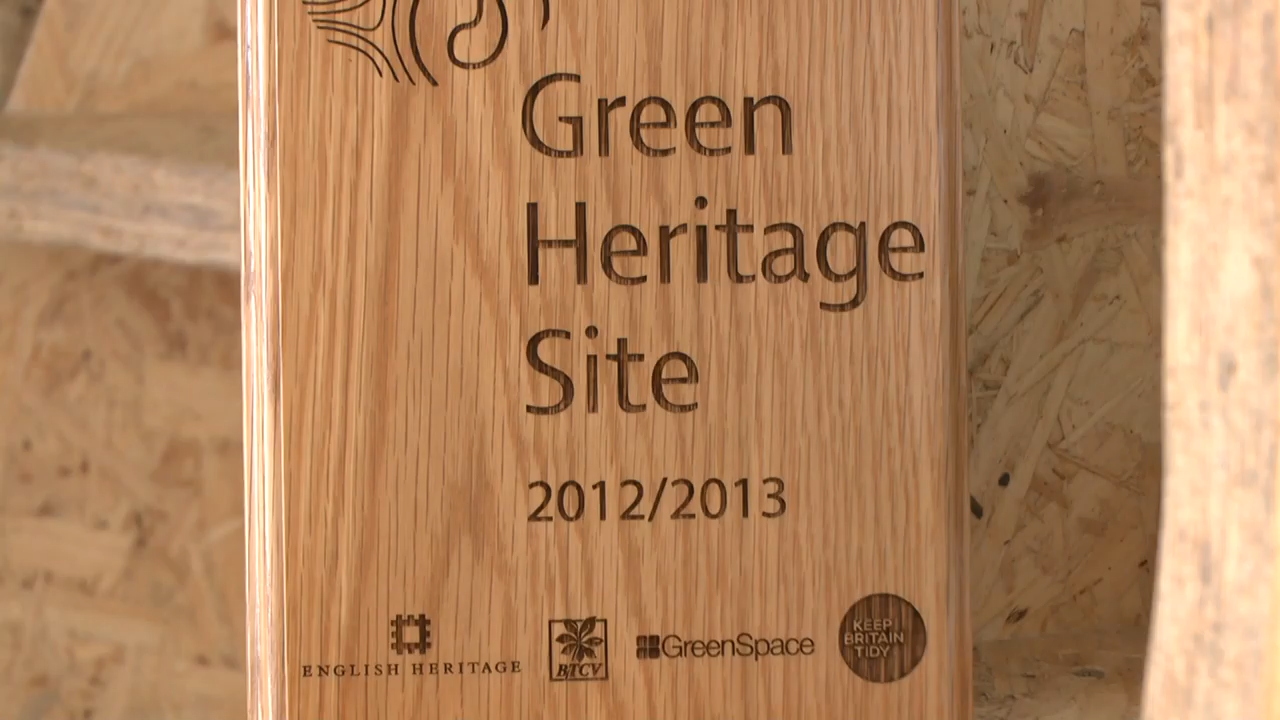 Green
Heritage
Site
2012/2013
ENGLISH HERITAGE
BTCV
GreenSpace
KEEP
BRITAIN
TIDY